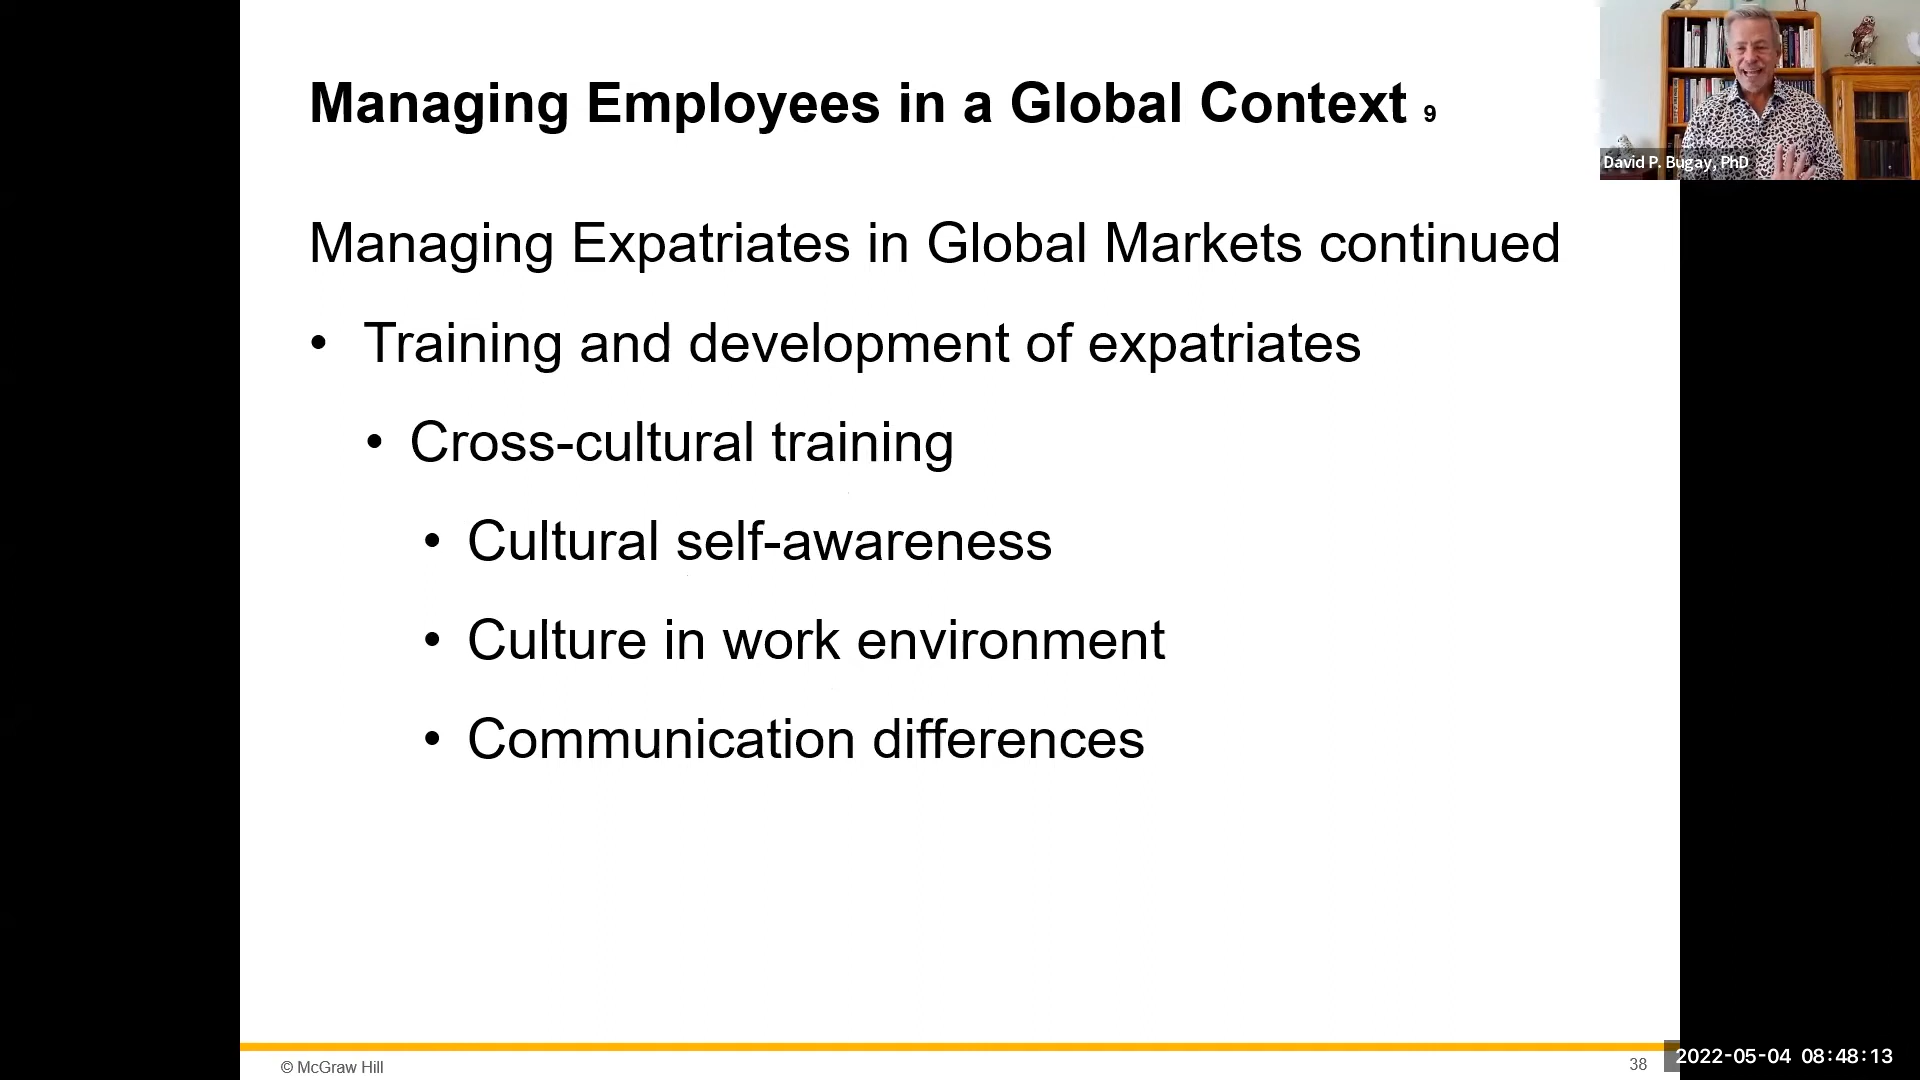 Managing Employees in a Global Context 9
David P. Bugay, PhD
Managing Expatriates in Global Markets continued
• Training and development of expatriates
• Cross-cultural training
• Cultural self-awareness
• Culture in work environment
• Communication differences
© McGraw Hill
38
2022-05-04 08:48:13